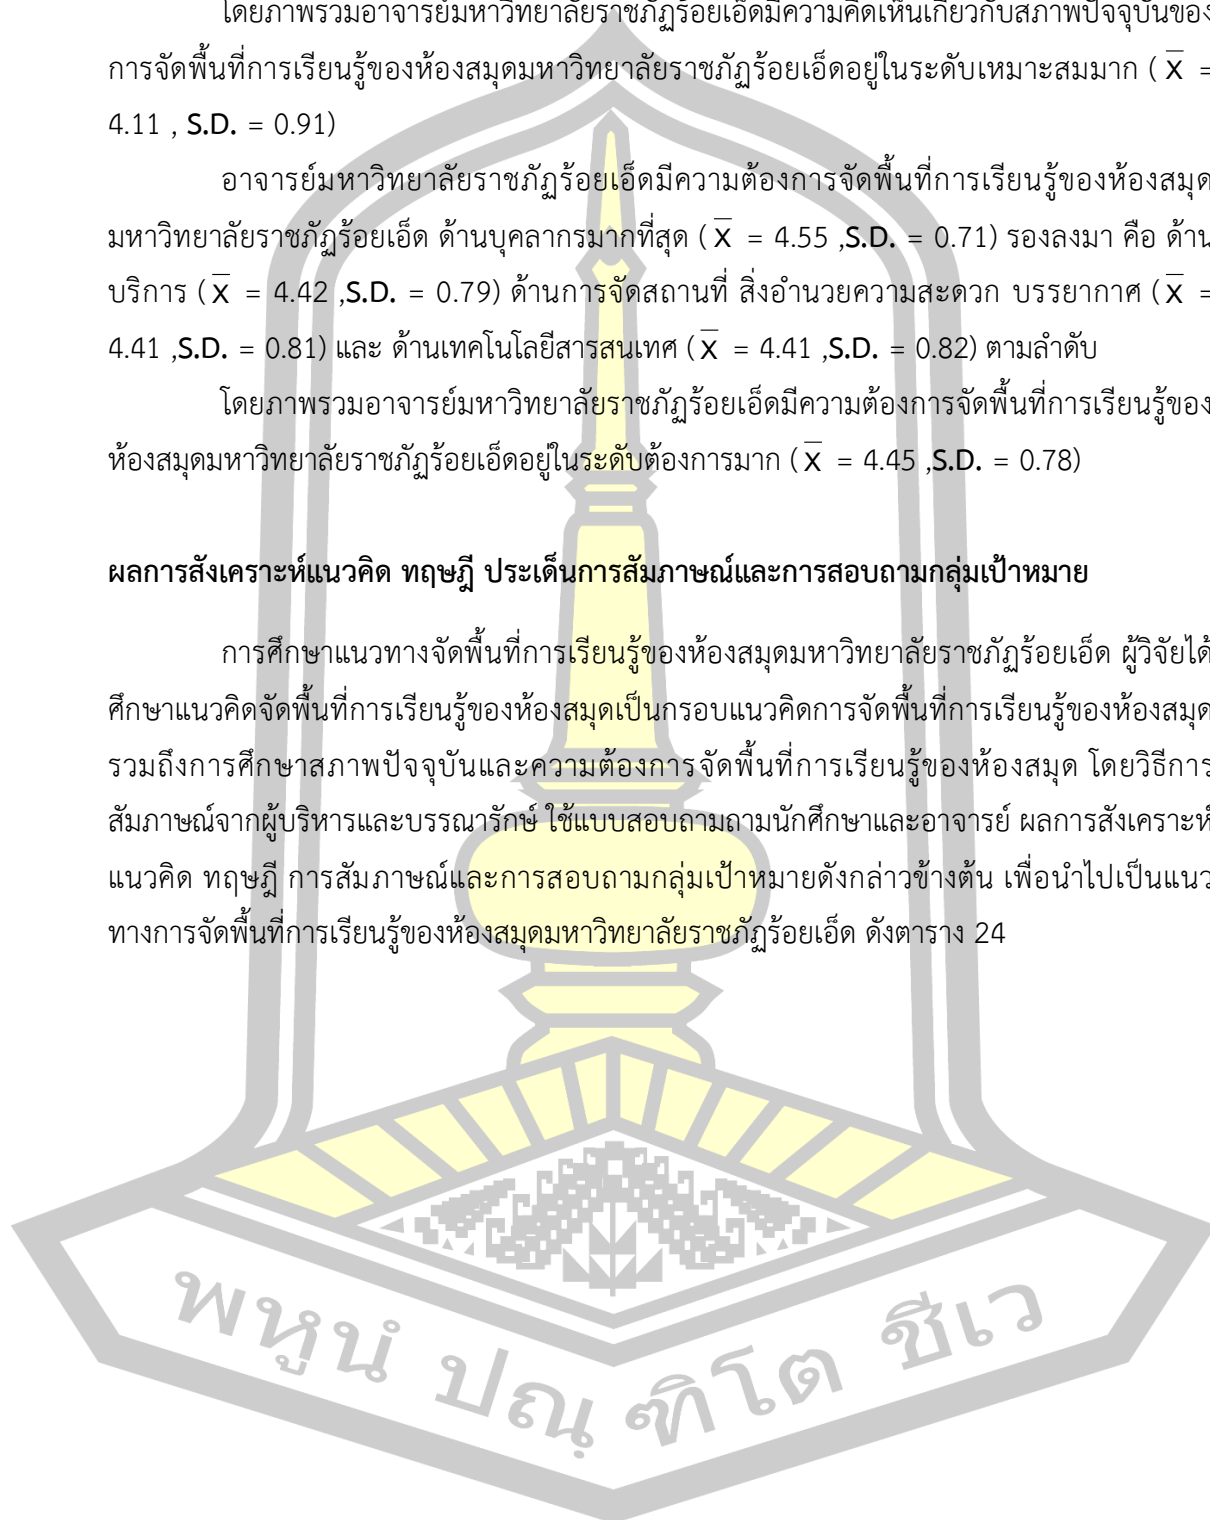 โดยภาพรวมอาจารย์มหาวิทยาลัยราชภัฏร้อยเอ็ดมีความคิดเห็นเกี่ยวกับสภาพปัจจุบันของ
การจัดพื้นที่การเรียนรู้ของห้องสมุดมหาวิทยาลัยราชภัฏร้อยเอ็ดอยู่ในระดับเหมาะสมมาก ( x̄ =
4.11 , S.D. = 0.91)
อาจารย์มหาวิทยาลัยราชภัฏร้อยเอ็ดมีความต้องการจัดพื้นที่การเรียนรู้ของห้องสมุด
มหาวิทยาลัยราชภัฏร้อยเอ็ด ด้านบุคลากรมากที่สุด ( x̄ = 4.55 ,S.D. = 0.71) รองลงมา คือ ด้าน
บริการ ( x̄ = 4.42 ,S.D. = 0.79) ด้านการจัดสถานที่ สิ่งอำนวยความสะดวก บรรยากาศ ( x̄ =
4.41 ,S.D. = 0.81) และ ด้านเทคโนโลยีสารสนเทศ ( x̄ = 4.41 ,S.D. = 0.82) ตามลำดับ
โดยภาพรวมอาจารย์มหาวิทยาลัยราชภัฏร้อยเอ็ดมีความต้องการจัดพื้นที่การเรียนรู้ของ
ห้องสมุดมหาวิทยาลัยราชภัฏร้อยเอ็ดอยู่ในระดับต้องการมาก ( x̄ = 4.45 ,S.D. = 0.78)
ผลการสังเคราะห์แนวคิด ทฤษฎี ประเด็นการสัมภาษณ์และการสอบถามกลุ่มเป้าหมาย
การศึกษาแนวทางจัดพื้นที่การเรียนรู้ของห้องสมุดมหาวิทยาลัยราชภัฏร้อยเอ็ด ผู้วิจัยได้
ศึกษาแนวคิดจัดพื้นที่การเรียนรู้ของห้องสมุดเป็นกรอบแนวคิดการจัดพื้นที่การเรียนรู้ของห้องสมุด
รวมถึงการศึกษาสภาพปัจจุบันและความต้องการจัดพื้นที่การเรียนรู้ของห้องสมุด โดยวิธีการ
สัมภาษณ์จากผู้บริหารและบรรณารักษ์ ใช้แบบสอบถามถามนักศึกษาและอาจารย์ ผลการสังเคราะห์
แนวคิด ทฤษฎี การสัมภาษณ์และการสอบถามกลุ่มเป้าหมายดังกล่าวข้างต้น เพื่อนำไปเป็นแนว
ทางการจัดพื้นที่การเรียนรู้ของห้องสมุดมหาวิทยาลัยราชภัฏร้อยเอ็ด ดังตาราง 24
พหูนํ ปณฺฑิโต ชีเว